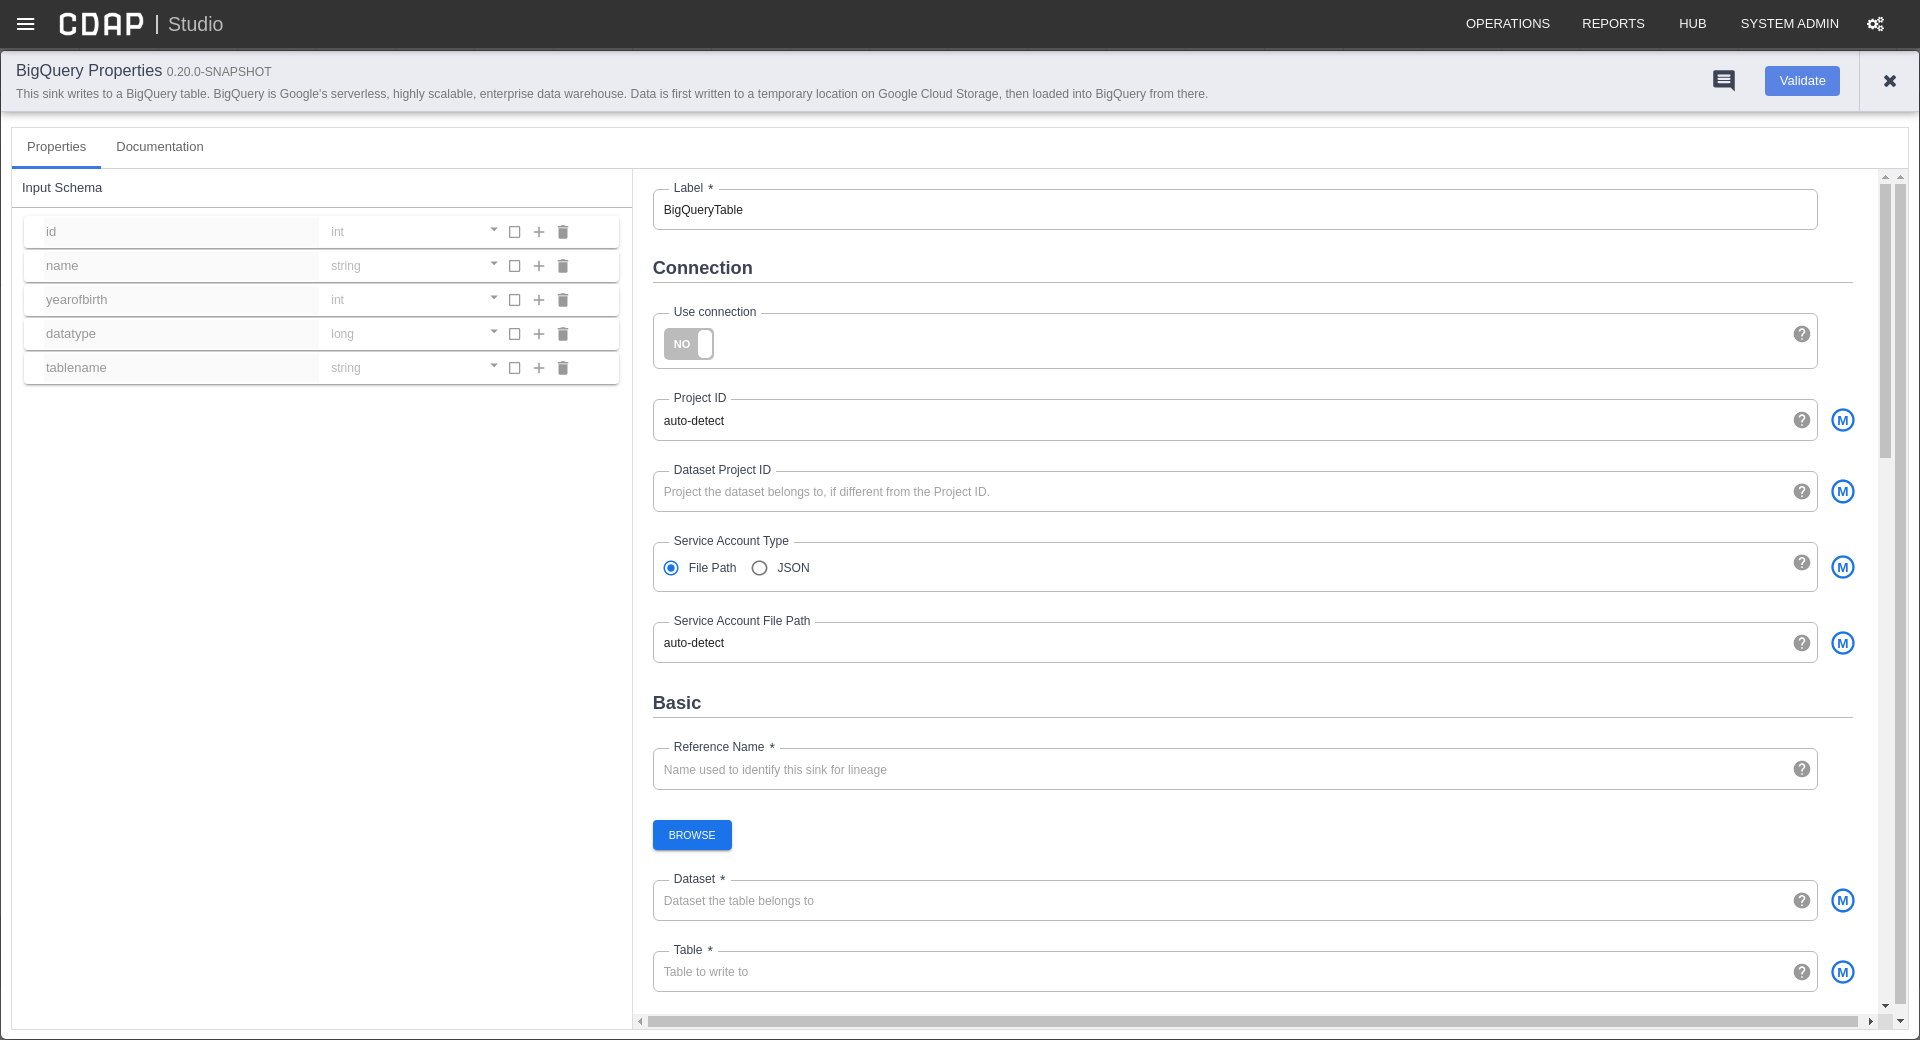 CDAP | Studio
OPERATIONS REPORTS HUB SYSTEM ADMIN
BigQuery Properties 0.20.0-SNAPSHOT
This sink writes to a BigQuery table. BigQuery is Google's serverless, highly scalable, enterprise data warehouse. Data is first written to a temporary location on Google Cloud Storage, then loaded into BigQuery from there.
Validate
Properties Documentation
Input Schema
id int
name string
yearofbirth int
datatype long
tablename string
Label *
BigQueryTable
Connection
Use connection
NO
Project ID
auto-detect
M
Dataset Project ID
Project the dataset belongs to, if different from the Project ID.
M
Service Account Type
File Path JSON
M
Service Account File Path
auto-detect
M
Basic
Reference Name *
Name used to identify this sink for lineage
BROWSE
Dataset *
Dataset the table belongs to
M
Table *
Table to write to
M